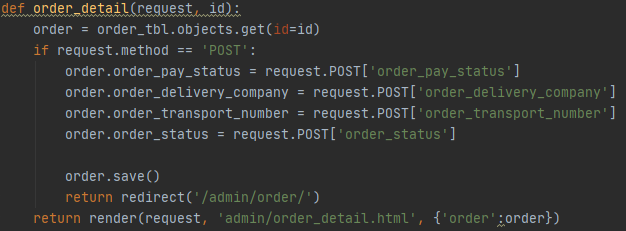 def order_detail(request, id):
    order = order_tbl.objects.get(id=id)
    if request.method == 'POST':
        order.order_pay_status = request.POST['order_pay_status']
        order.order_delivery_company = request.POST['order_delivery_company']
        order.order_transport_number = request.POST['order_transport_number']
        order.order_status = request.POST['order_status']

        order.save()
        return redirect('/admin/order/')
    return render(request, 'admin/order_detail.html', {'order':order})